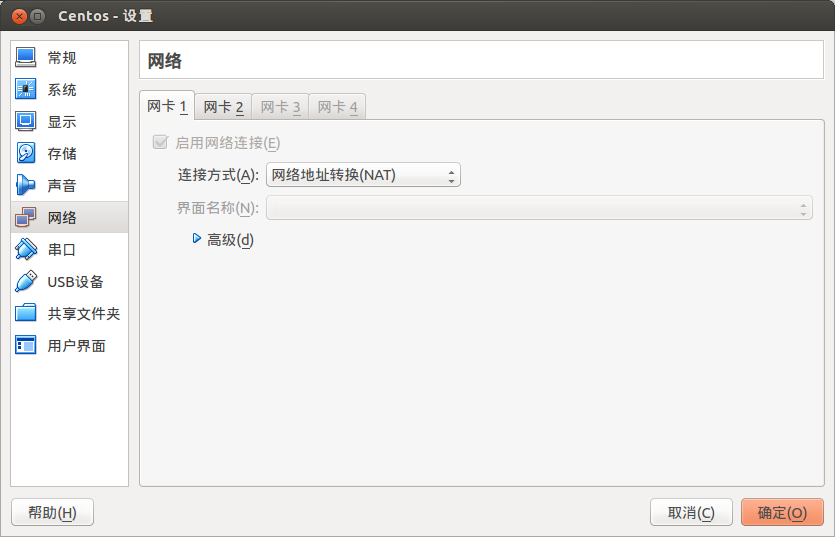 Centos - 设置
常规
系统
显示
存储
声音
网络
串口
USB设备
共享文件夹
用户界面
网络
网卡 1 网卡 2 网卡 3 网卡 4
启用网络连接(E)
连接方式(A): 网络地址转换(NAT)
界面名称(N):
高级(d)
帮助(H) 取消(C) 确定(O)